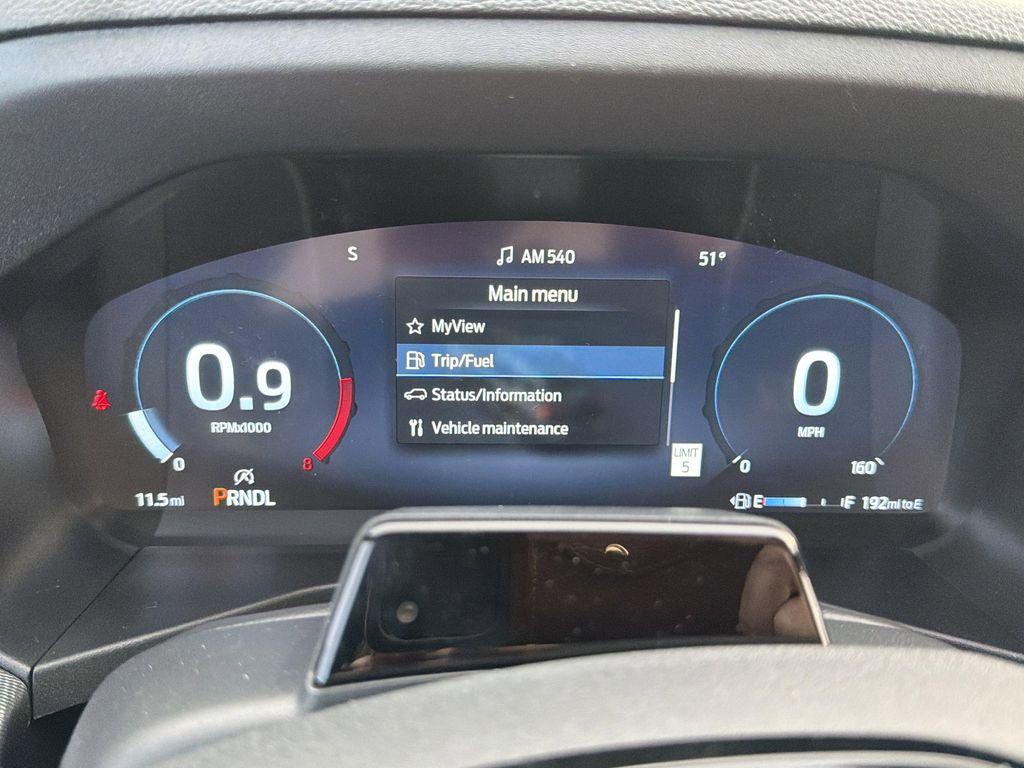 S
AM 540
51°
Main menu
MyView
Trip/Fuel
Status/Information
Vehicle maintenance
0.9
RPMx1000
0
8
0
MPH
0
160
LIMIT
5
11.5 mi
PRNDL
E
F
192 mi to E